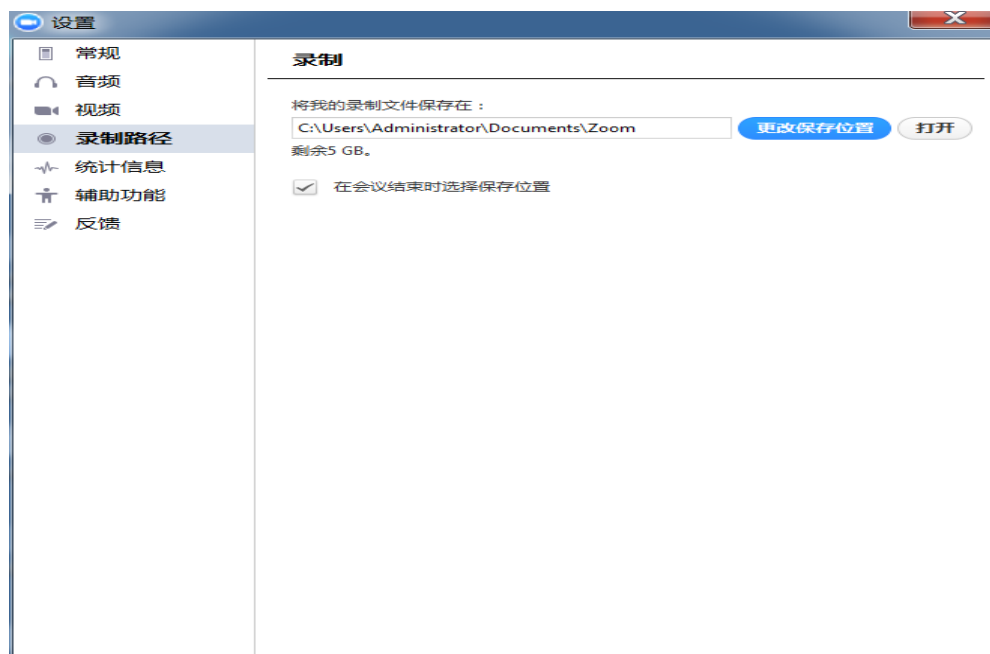 设置
常规
音频
视频
录制路径
统计信息
辅助功能
反馈
录制
将我的录制文件保存在：
C:\Users\Administrator\Documents\Zoom
更改保存位置
打开
剩余5 GB。
在会议结束时选择保存位置